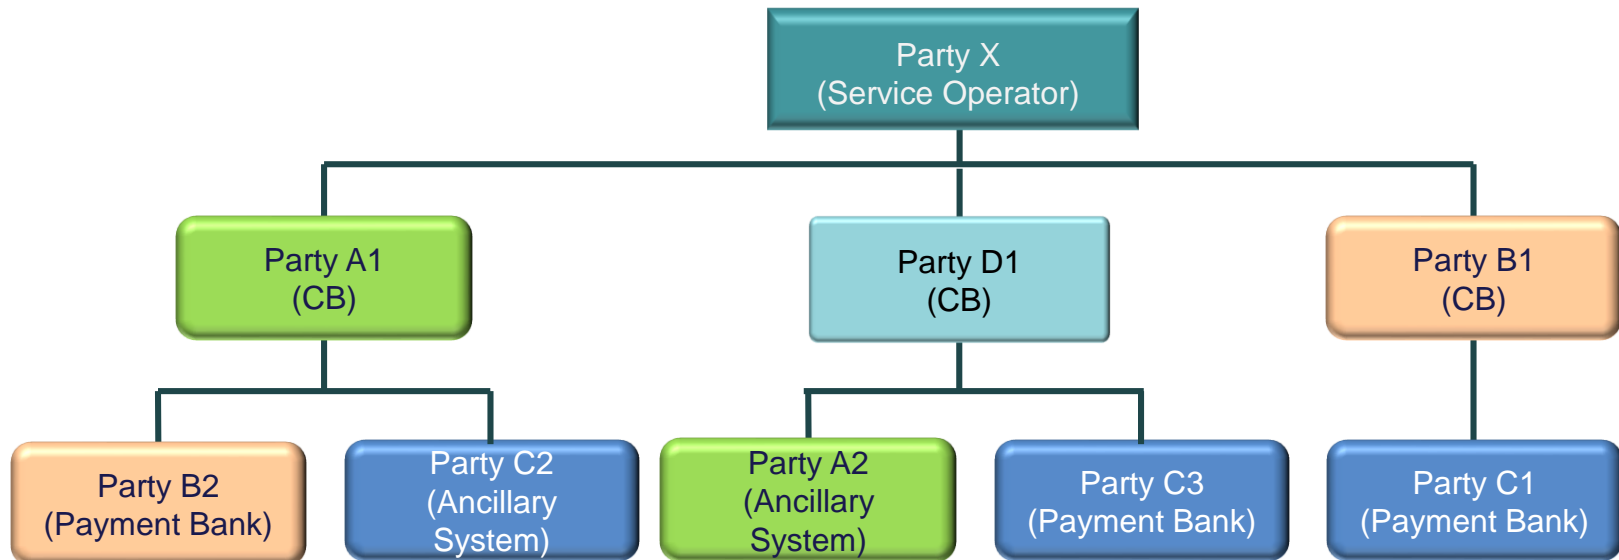 Party X
(Service Operator)
Party A1
(CB)
Party D1
(CB)
Party B1
(CB)
Party B2
(Payment Bank)
Party C2
(Ancillary
System)
Party A2
(Ancillary
System)
Party C3
(Payment Bank)
Party C1
(Payment Bank)